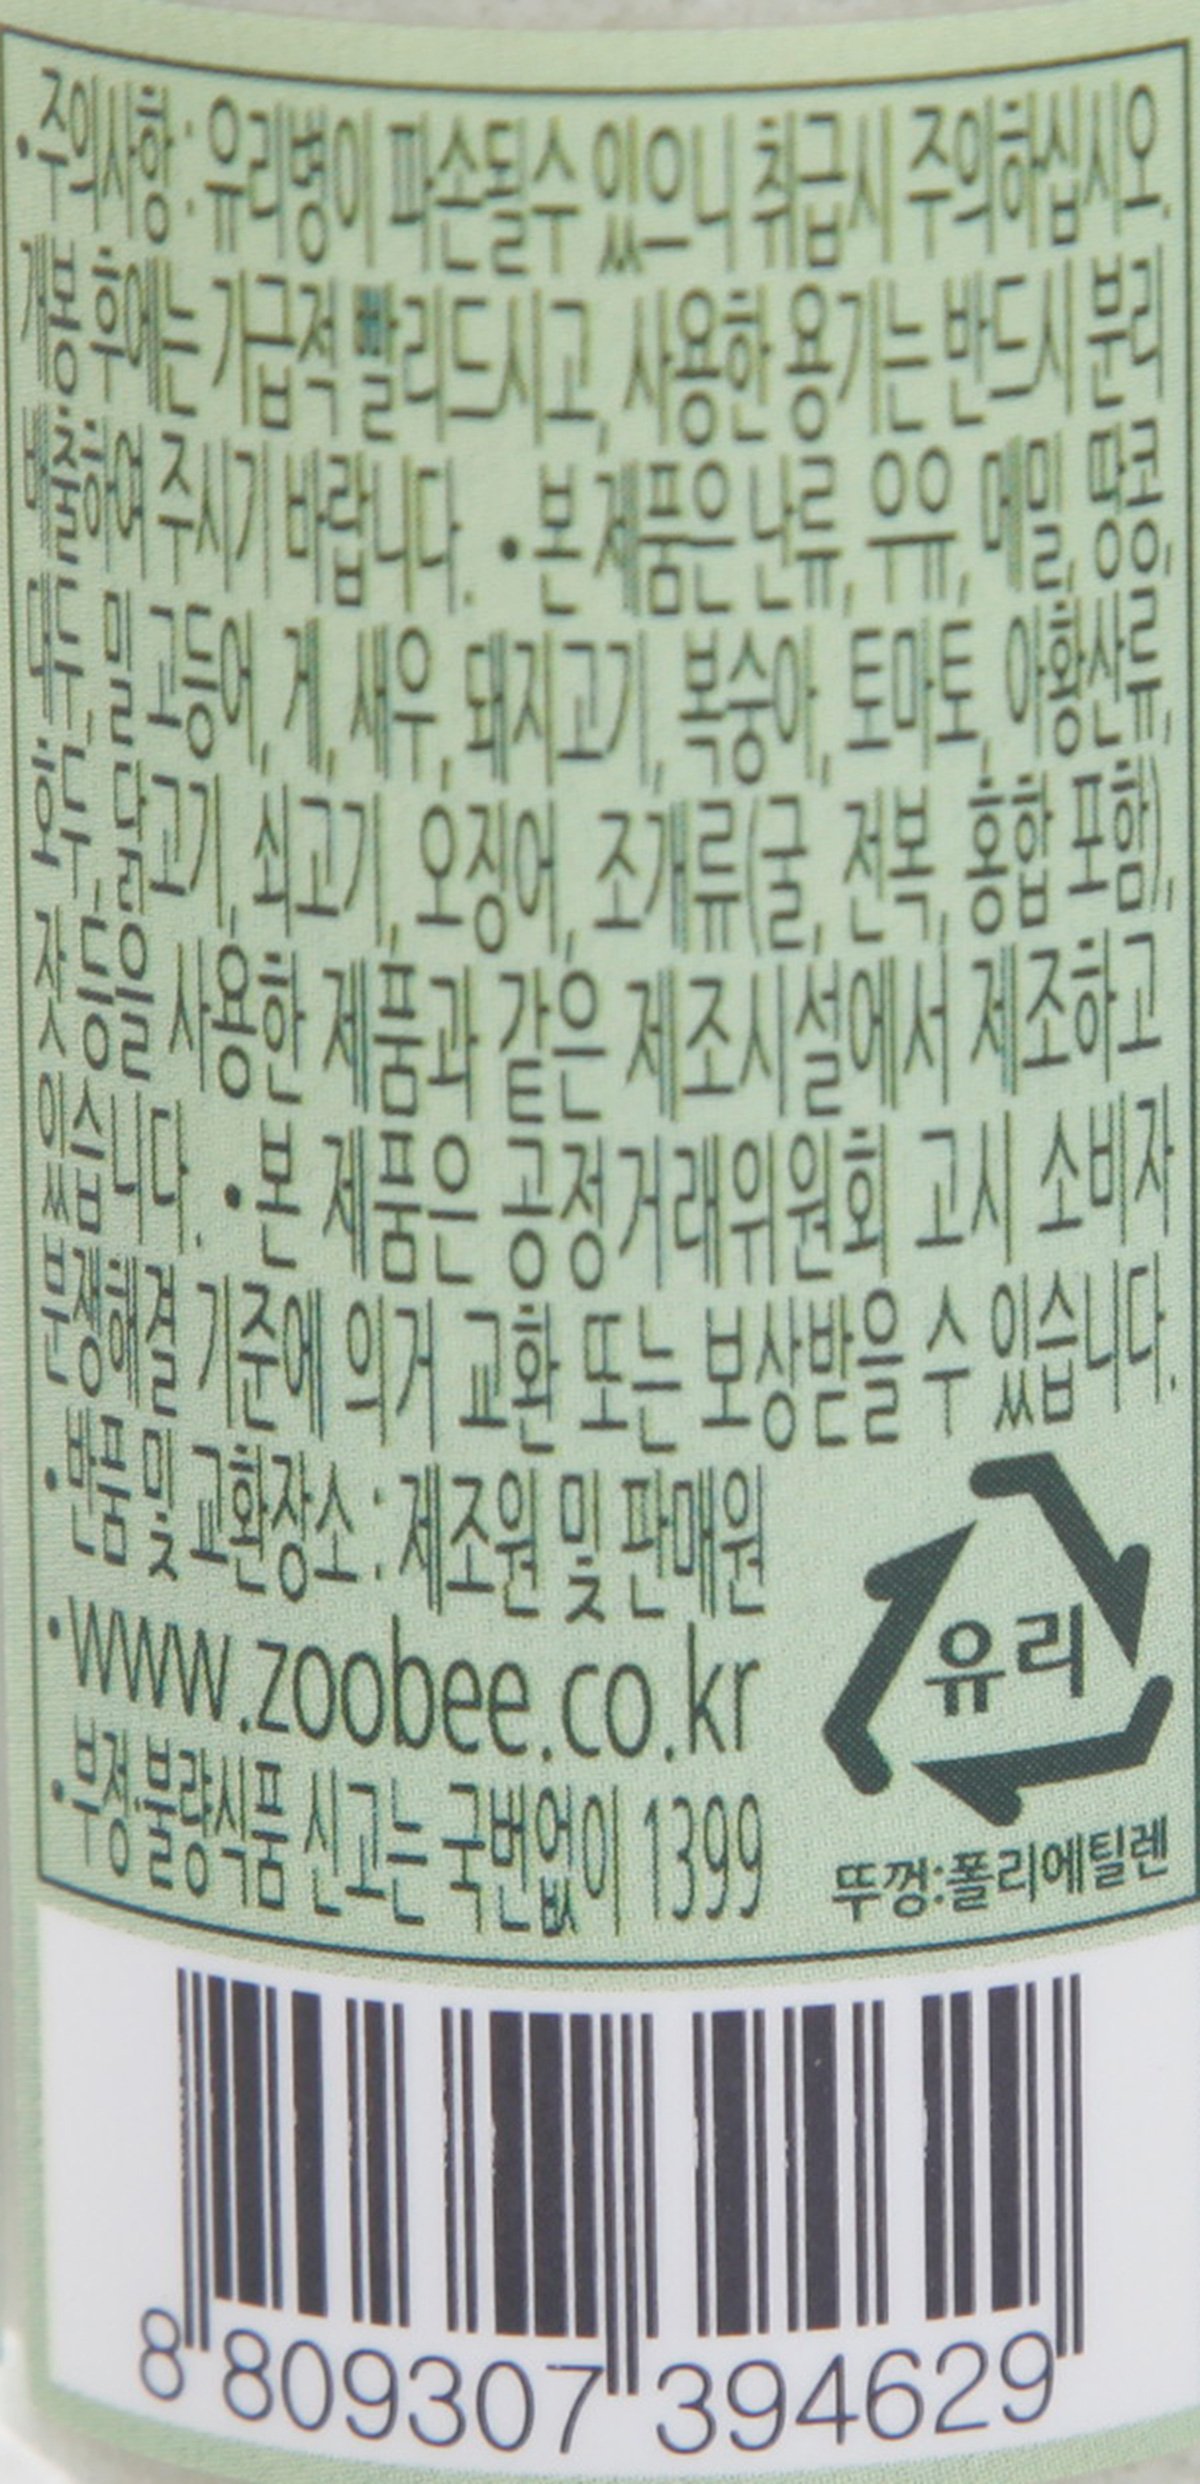 •주의사항 : 유리병이 파손될수 있으니 취급시 주의하십시오.
개봉후에는 가급적 빨리드시고, 사용한 용기는 반드시 분리
배출하여 주시기 바랍니다. •본 제품은 난류, 우유, 메밀, 땅콩,
대두, 밀, 고등어, 게, 새우, 돼지고기, 복숭아, 토마토, 아황산류,
호두, 닭고기, 쇠고기, 오징어, 조개류(굴, 전복, 홍합 포함),
잣 등을 사용한 제품과 같은 제조시설에서 제조하고
있습니다. •본 제품은 공정거래위원회 고시 소비자
분쟁해결 기준에 의거 교환 또는 보상받을 수 있습니다.
•반품 및 교환장소 : 제조원 및 판매원
•www.zoobee.co.kr
•부정·불량식품 신고는 국번없이 1399
유리
뚜껑:폴리에틸렌
8 809307 394629